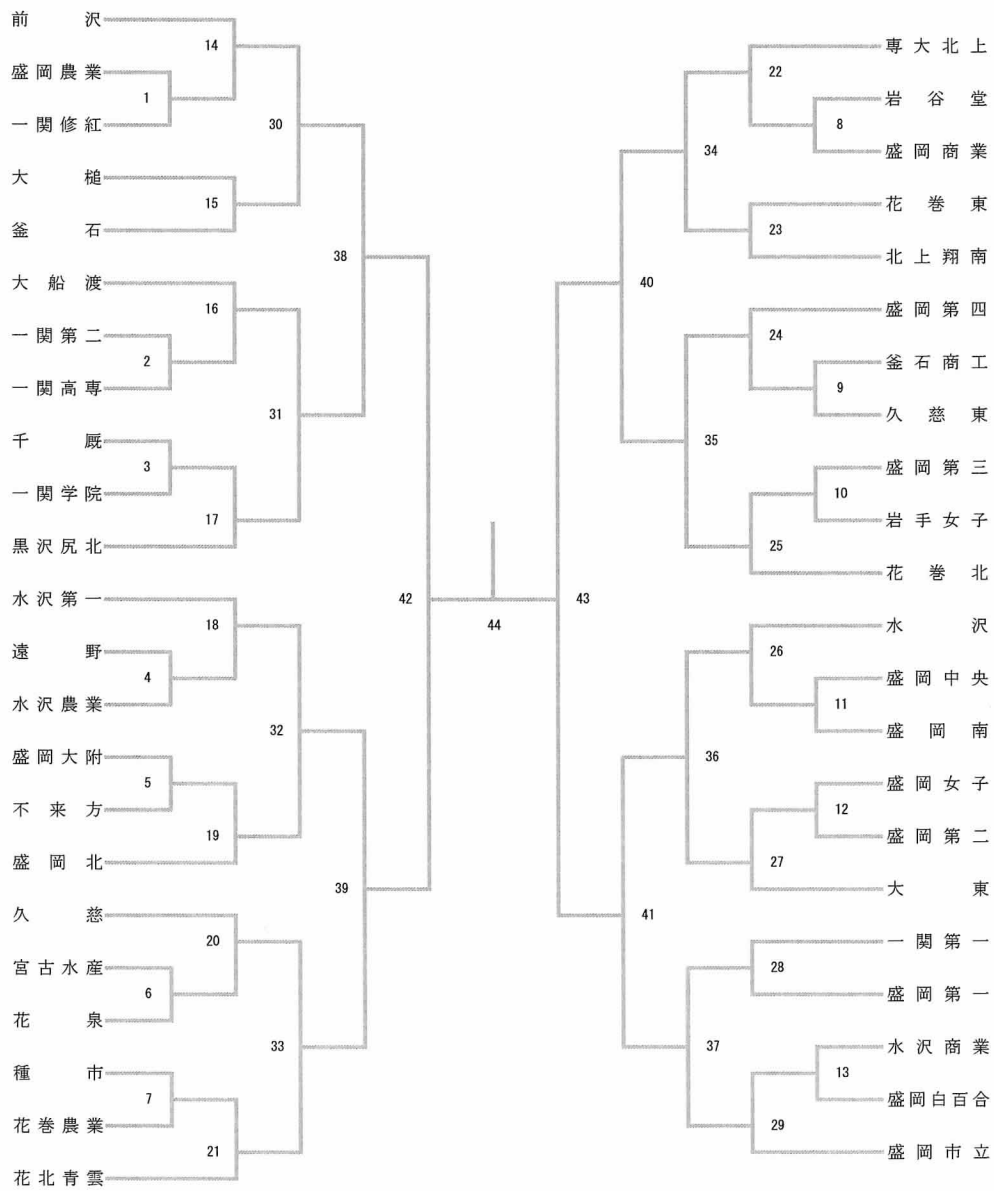 前沢
14
盛岡農業
1
一関修紅
30
大槌
15
釜石
38
大船渡
16
一関第二
2
一関高専
31
千厩
3
一関学院
17
黒沢尻北
42
水沢第一
18
遠野
4
水沢農業
32
盛岡大附
5
不来方
19
盛岡北
39
久慈
20
宮古水産
6
花泉
33
種市
7
花巻農業
21
花北青雲
44
専大北上
22
岩谷堂
8
盛岡商業
34
花巻東
23
北上翔南
40
盛岡第四
24
釜石商工
9
久慈東
35
盛岡第三
10
岩手女子
25
花巻北
43
水沢
26
盛岡中央
11
盛岡南
36
盛岡女子
12
盛岡第二
27
大東
41
一関第一
28
盛岡第一
37
水沢商業
13
盛岡白百合
29
盛岡市立